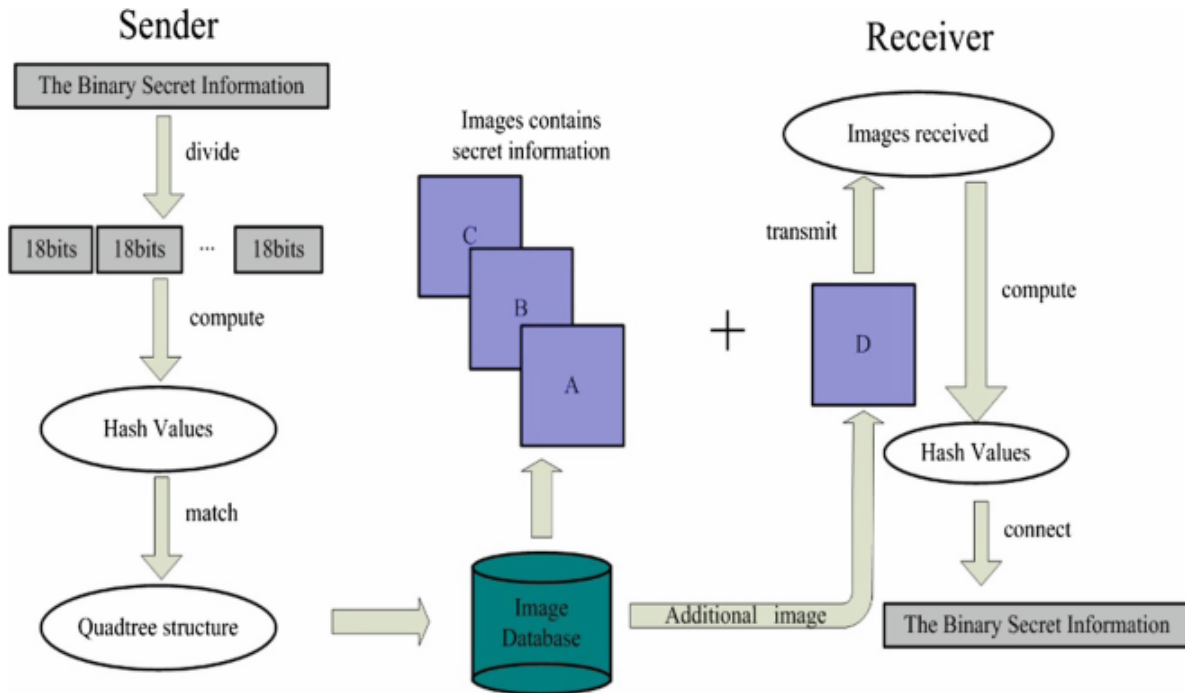 Sender
The Binary Secret Information
divide
18bits 18bits ... 18bits
compute
Hash Values
match
Quadtree structure
Images contains
secret information
C
B
A
Image
Database
+
Additional image
D
transmit
Receiver
Images received
compute
Hash Values
connect
The Binary Secret Information